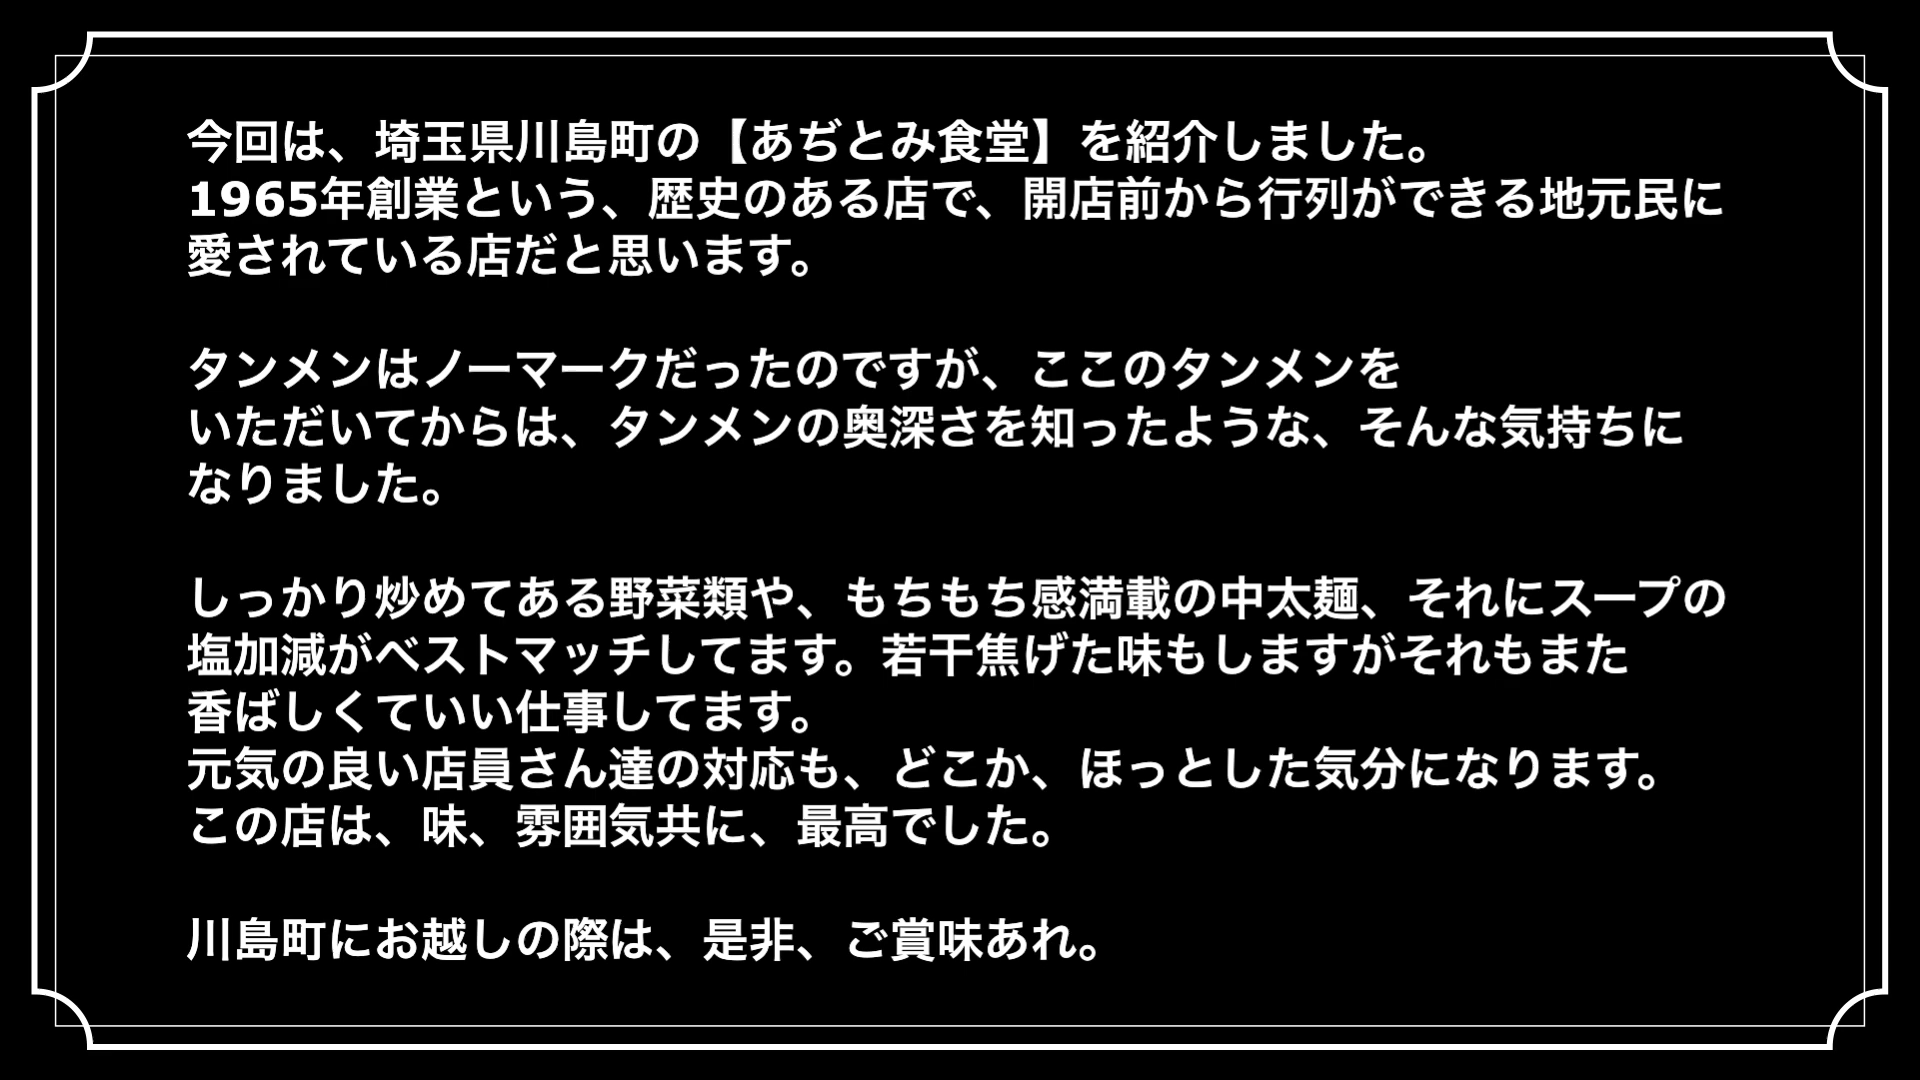 今回は、埼玉県川島町の【あぢとみ食堂】を紹介しました。
1965年創業という、歴史のある店で、開店前から行列ができる地元民に
愛されている店だと思います。
タンメンはノーマークだったのですが、ここのタンメンを
いただいてからは、タンメンの奥深さを知ったような、そんな気持ちに
なりました。
しっかり炒めてある野菜類や、もちもち感満載の中太麺、それにスープの
塩加減がベストマッチしてます。若干焦げた味もしますがそれもまた
香ばしくていい仕事してます。
元気の良い店員さん達の対応も、どこか、ほっとした気分になります。
この店は、味、雰囲気共に、最高でした。
川島町にお越しの際は、是非、ご賞味あれ。